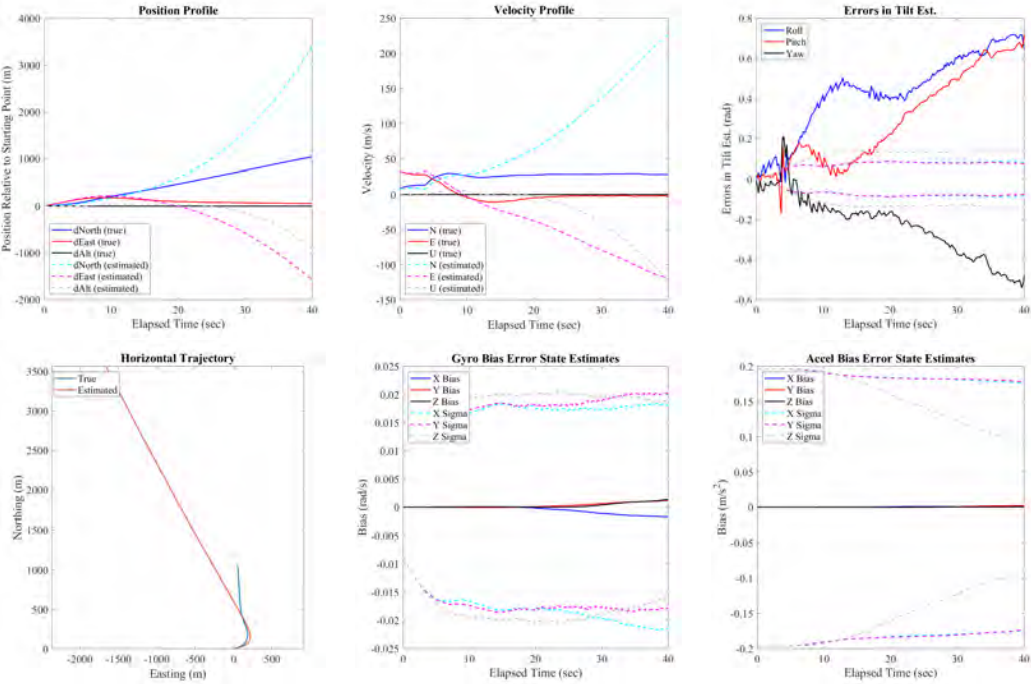 Position Profile
Position Relative to Starting Point (m)
4000
3000
2000
1000
0
-1000
-2000
dNorth (true)
dEast (true)
dAlt (true)
dNorth (estimated)
dEast (estimated)
dAlt (estimated)
0
10
20
30
40
Elapsed Time (sec)
Velocity Profile
Velocity (m/s)
250
200
150
100
50
0
-50
-100
-150
N (true)
E (true)
U (true)
N (estimated)
E (estimated)
U (estimated)
0
10
20
30
40
Elapsed Time (sec)
Errors in Tilt Est.
Errors in Tilt Est. (rad)
0.8
0.6
0.4
0.2
0
-0.2
-0.4
-0.6
Roll
Pitch
Yaw
0
10
20
30
40
Elapsed Time (sec)
Horizontal Trajectory
Northing (m)
3500
3000
2500
2000
1500
1000
500
0
True
Estimated
-2000
-1500
-1000
-500
0
500
Easting (m)
Gyro Bias Error State Estimates
Bias (rad/s)
0.025
0.02
0.015
0.01
0.005
0
-0.005
-0.01
-0.015
-0.02
-0.025
X Bias
Y Bias
Z Bias
X Sigma
Y Sigma
Z Sigma
0
10
20
30
40
Elapsed Time (sec)
Accel Bias Error State Estimates
Bias (m/s²)
0.2
0.15
0.1
0.05
0
-0.05
-0.1
-0.15
-0.2
X Bias
Y Bias
Z Bias
X Sigma
Y Sigma
Z Sigma
0
10
20
30
40
Elapsed Time (sec)